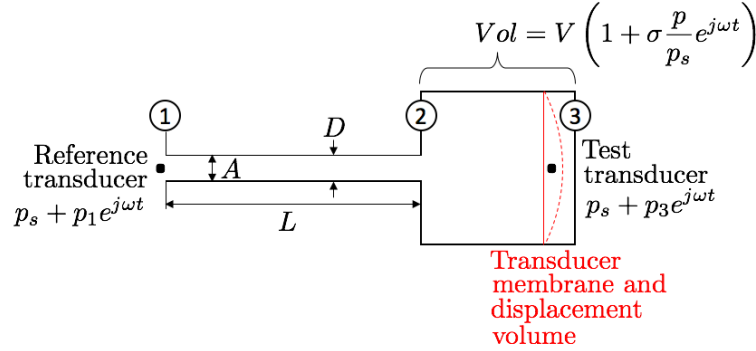 Vol = V(1 + σ p/p_s e^{jωt})
1
2
3
D
Reference
transducer
p_s + p_1e^{jωt}
A
L
Test
transducer
p_s + p_3e^{jωt}
Transducer
membrane and
displacement
volume